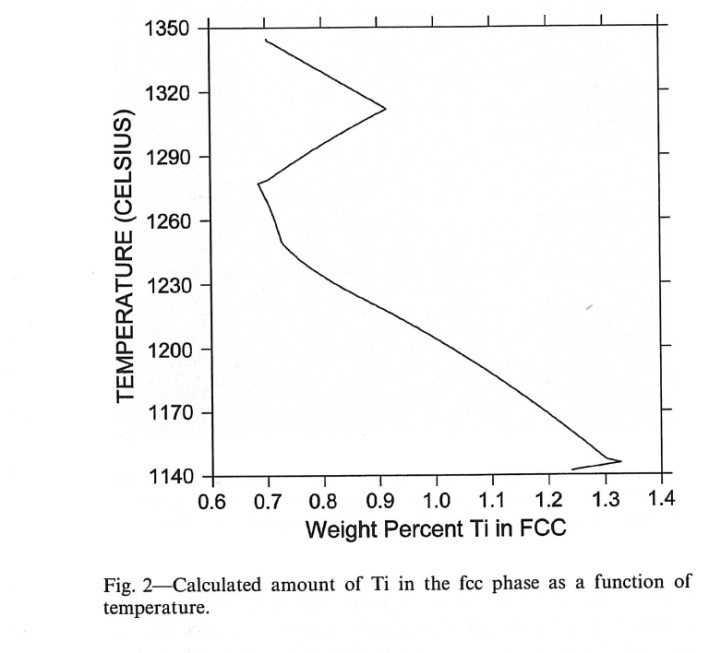 1350
1320
1290
1260
1230
1200
1170
1140
TEMPERATURE (CELSIUS)
0.6 0.7 0.8 0.9 1.0 1.1 1.2 1.3 1.4
Weight Percent Ti in FCC
Fig. 2—Calculated amount of Ti in the fcc phase as a function of
temperature.